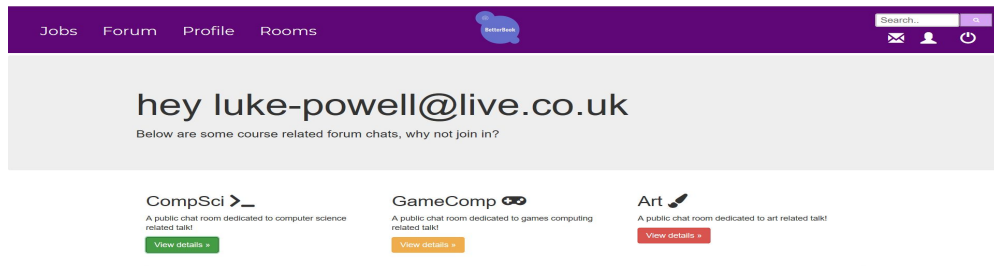 Jobs Forum Profile Rooms BetterBook Search..
hey luke-powell@live.co.uk
Below are some course related forum chats, why not join in?
CompSci
A public chat room dedicated to computer science
related talk!
View details »
GameComp
A public chat room dedicated to games computing
related talk!
View details »
Art
A public chat room dedicated to art related talk!
View details »